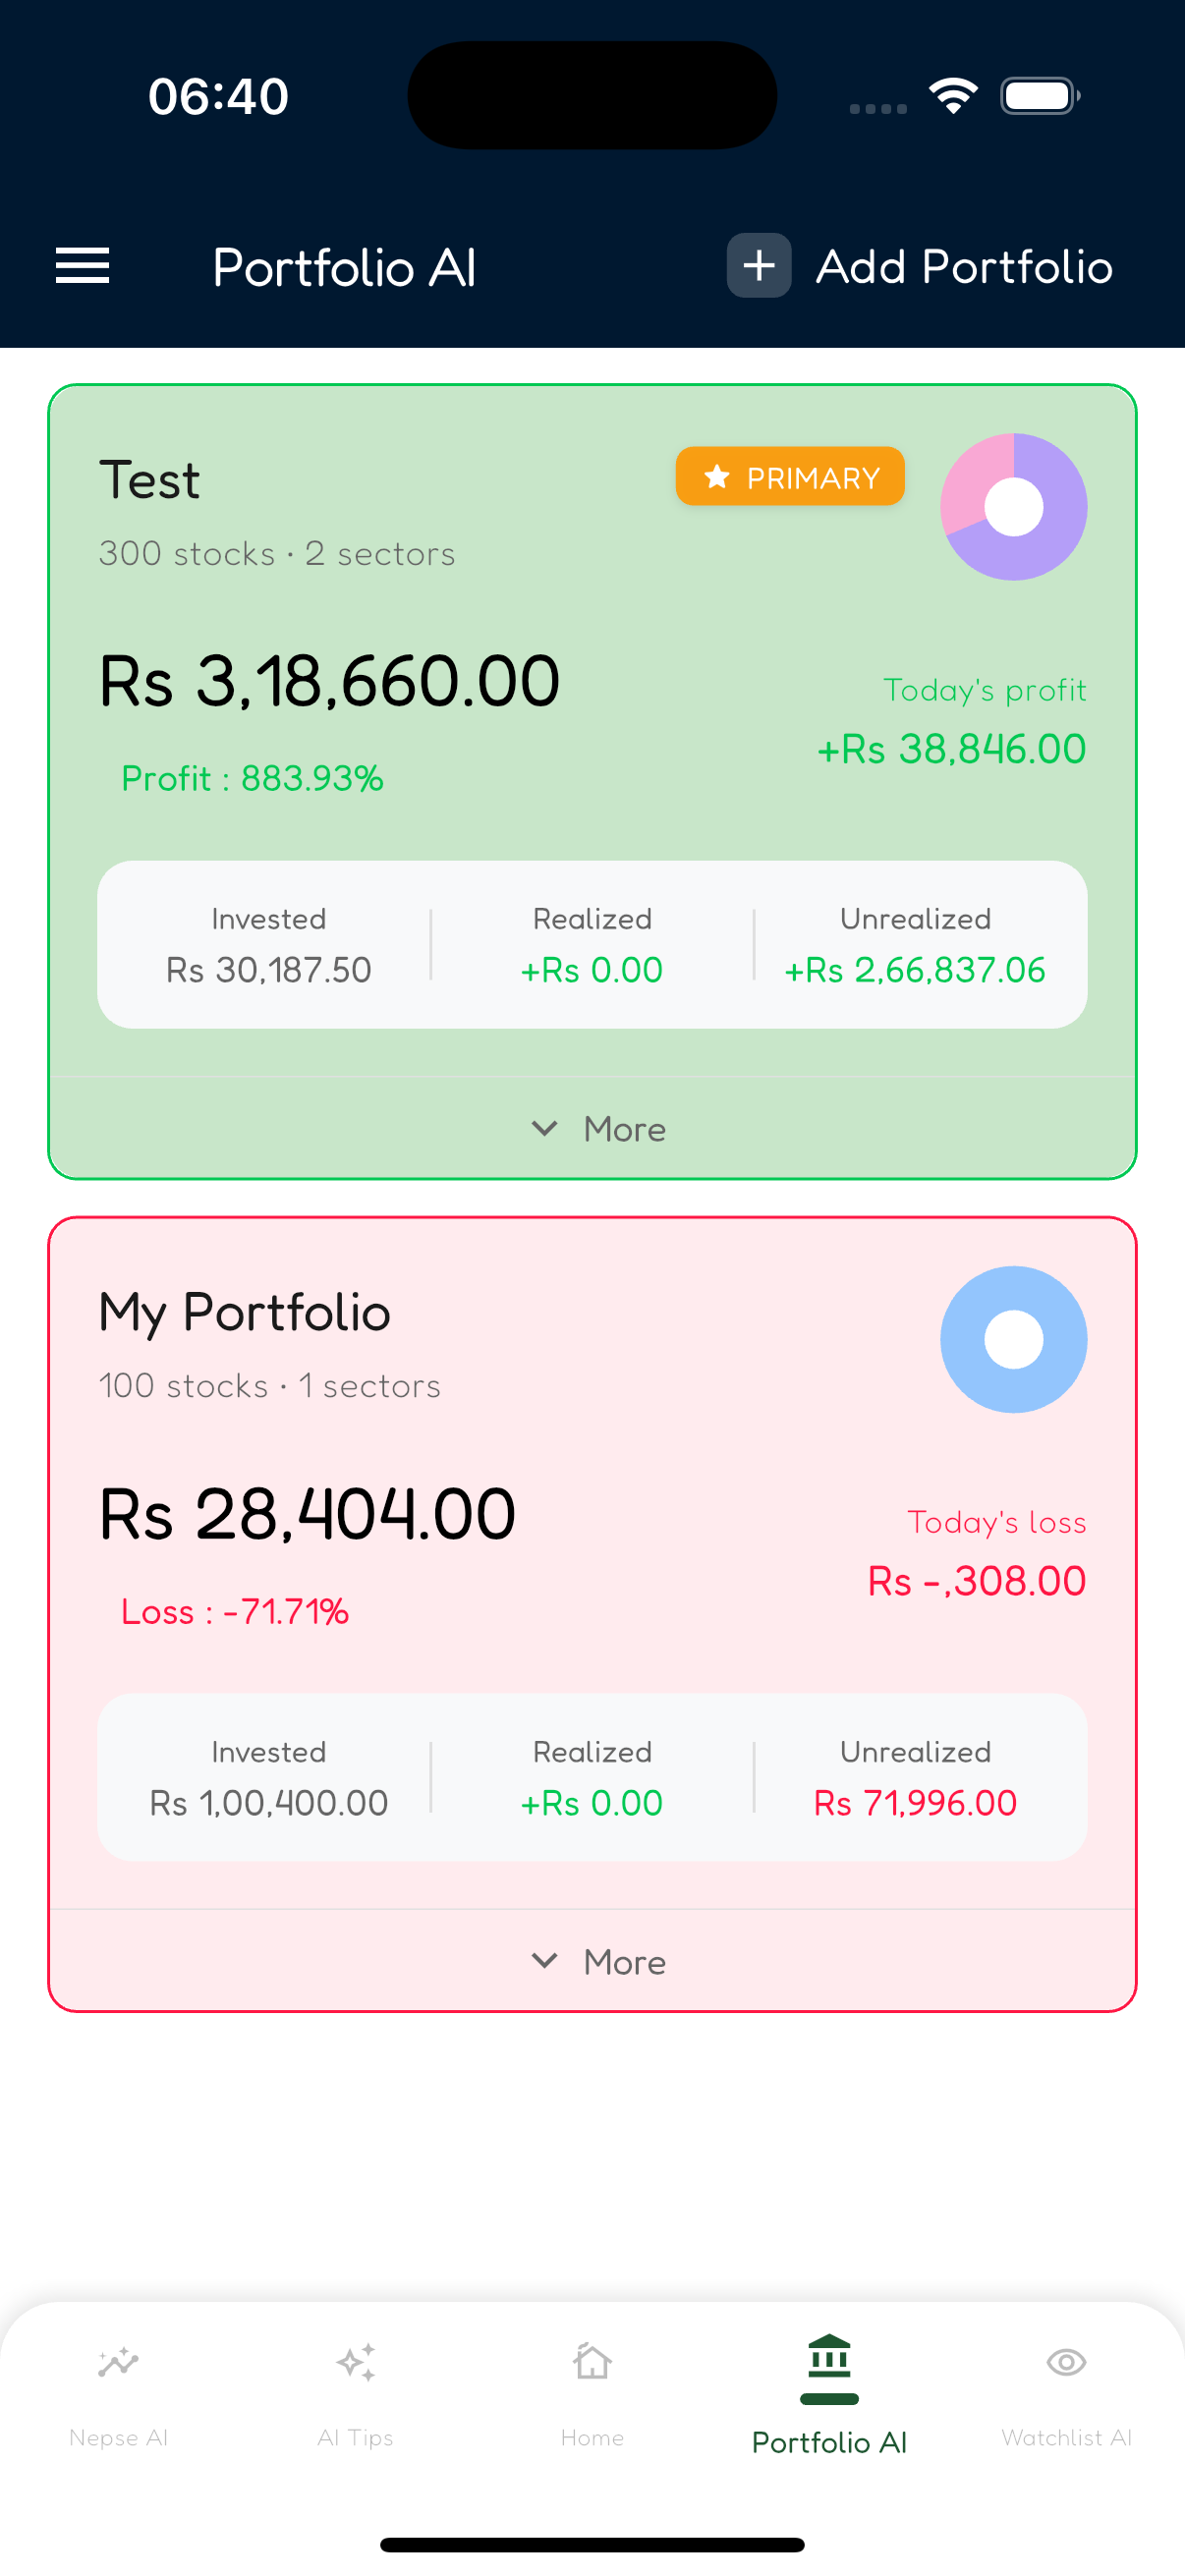 06:40
Portfolio AI
Add Portfolio
Test
PRIMARY
300 stocks · 2 sectors
Rs 3,18,660.00
Today's profit
+Rs 38,846.00
Profit : 883.93%
Invested
Realized
Unrealized
Rs 30,187.50
+Rs 0.00
+Rs 2,66,837.06
More
My Portfolio
100 stocks · 1 sectors
Rs 28,404.00
Today's loss
Rs -,308.00
Loss : -71.71%
Invested
Realized
Unrealized
Rs 1,00,400.00
+Rs 0.00
Rs 71,996.00
More
Nepse AI
AI Tips
Home
Portfolio AI
Watchlist AI